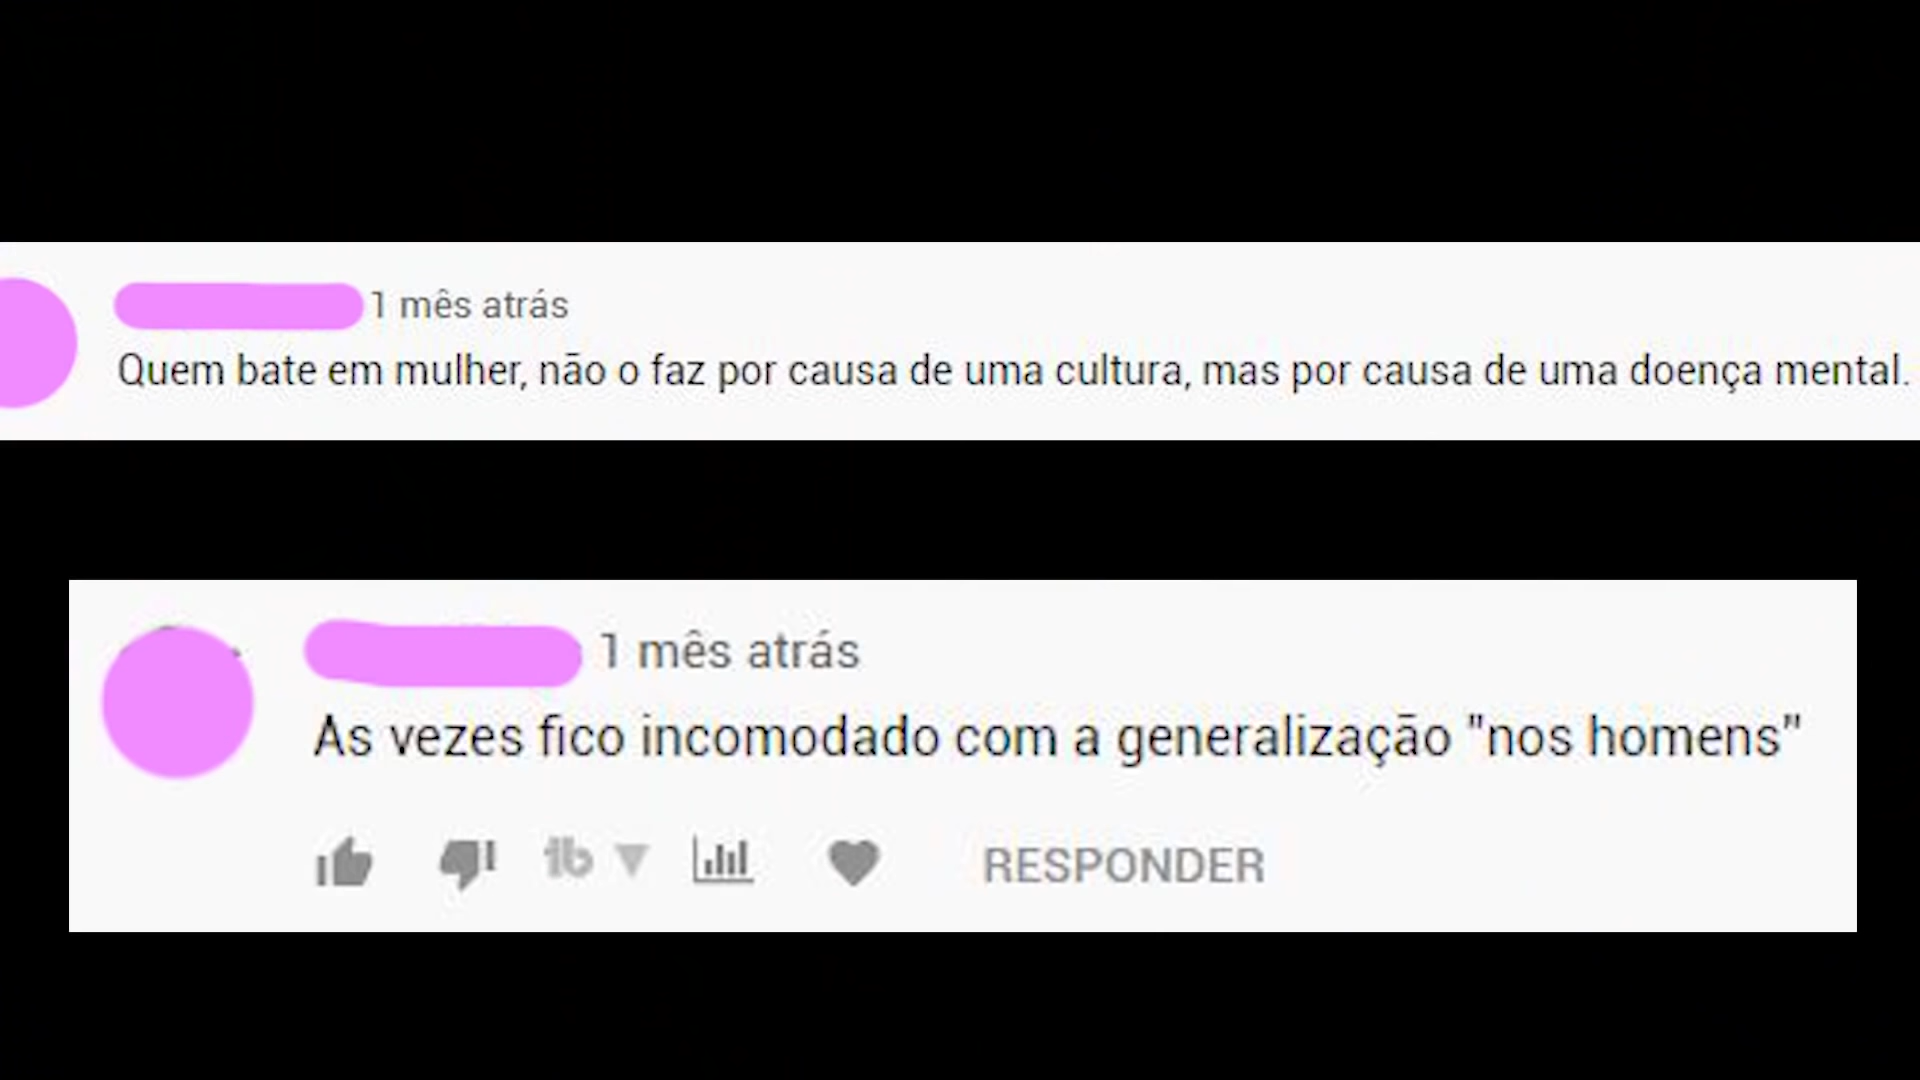 1 mês atrás
Quem bate em mulher, não o faz por causa de uma cultura, mas por causa de uma doença mental.
1 mês atrás
As vezes fico incomodado com a generalização "nos homens"
tb
RESPONDER